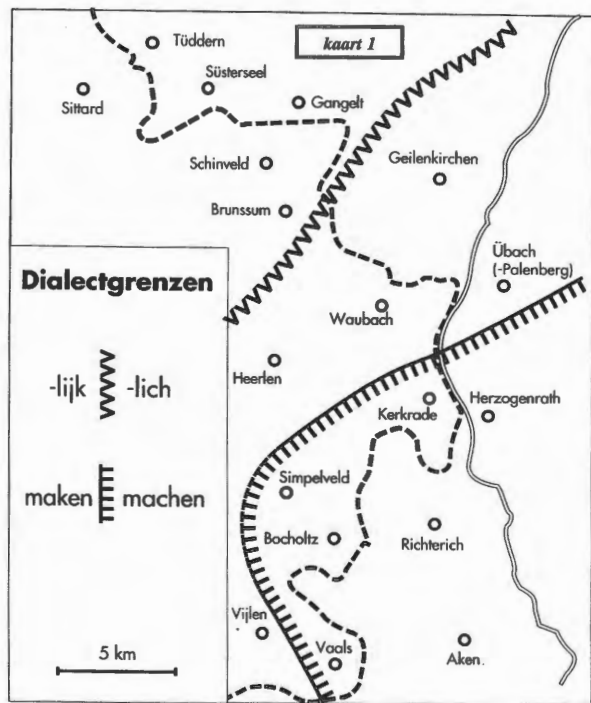 Tüddern
kaart 1
Süsterseel
Sittard
Gangelt
Schinveld
Geilenkirchen
Brunssum
Dialectgrenzen
Übach
(-Palenberg)
Waubach
-lijk -lich
Heerlen
Kerkrade
Herzogenrath
maken machen
Simpelveld
Bocholtz
Richterich
Vijlen
Vaals
Aken.
5 km